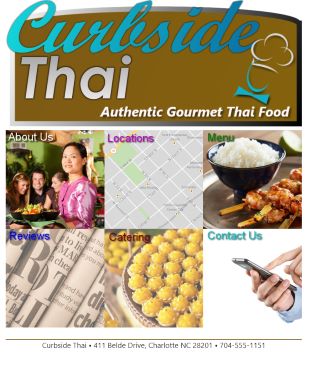 Curbside
Thai
Authentic Gourmet Thai Food
About Us
Locations
Menu
Reviews
Catering
Contact Us
Curbside Thai • 411 Belde Drive, Charlotte NC 28201 • 704-555-1151